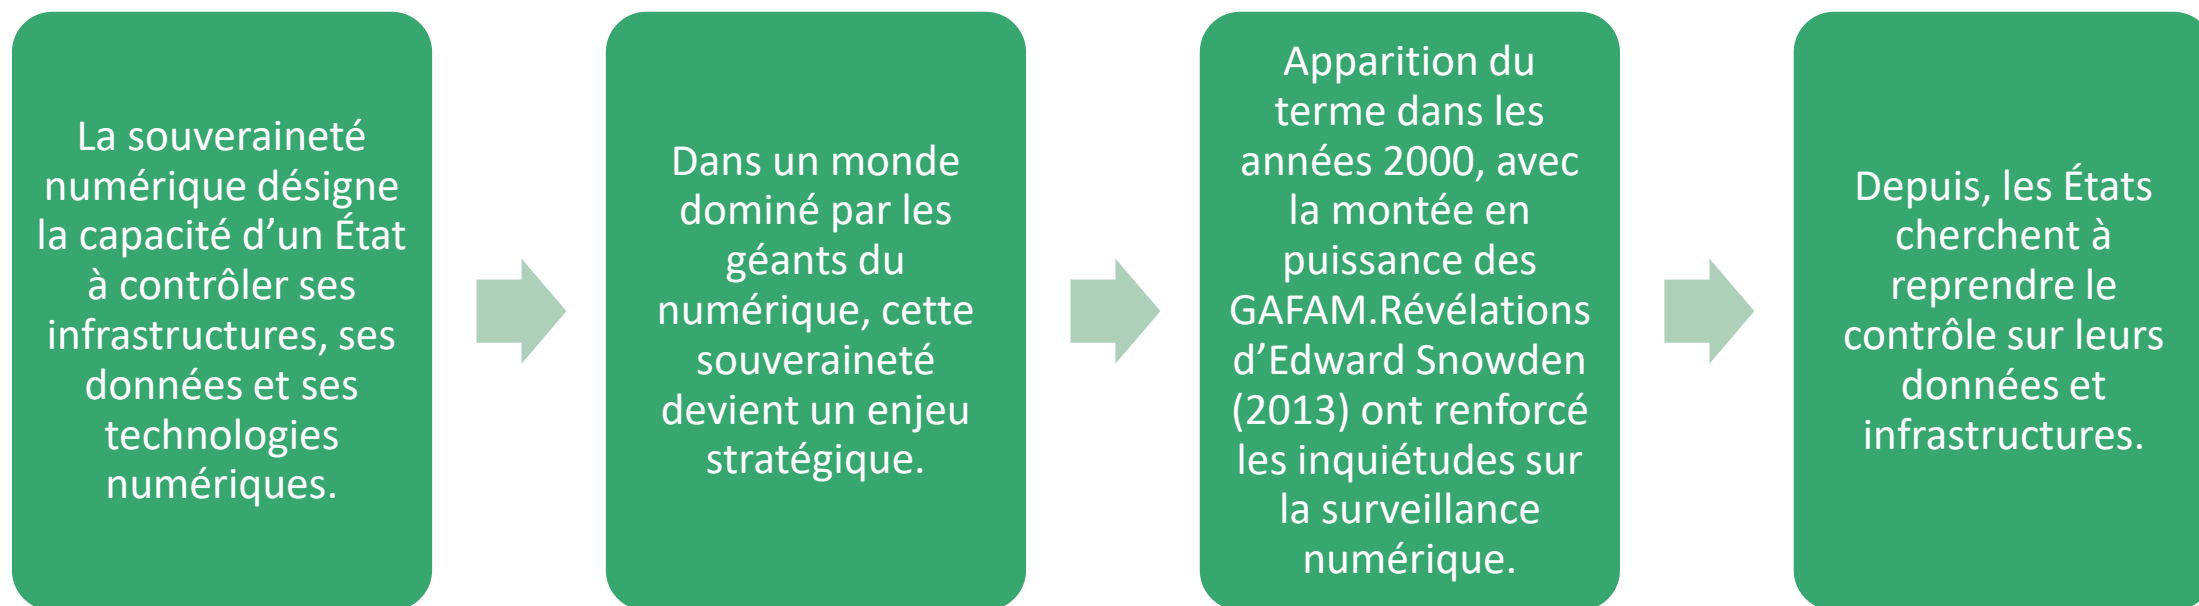 La souveraineté
numérique désigne
la capacité d’un État
à contrôler ses
infrastructures, ses
données et ses
technologies
numériques.
Dans un monde
dominé par les
géants du
numérique, cette
souveraineté
devient un enjeu
stratégique.
Apparition du
terme dans les
années 2000, avec
la montée en
puissance des
GAFAM.Révélations
d’Edward Snowden
(2013) ont renforcé
les inquiétudes sur
la surveillance
numérique.
Depuis, les États
cherchent à
reprendre le
contrôle sur leurs
données et
infrastructures.